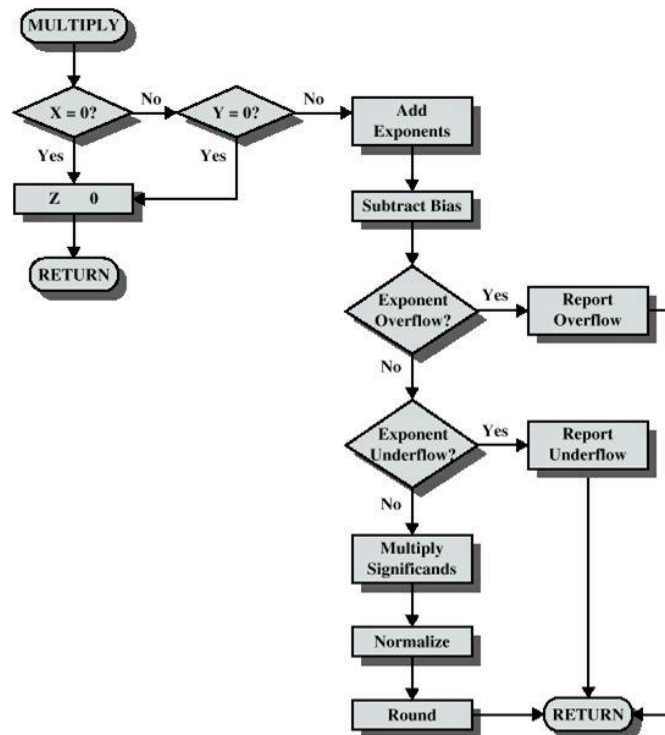 MULTIPLY
X = 0?
No
Y = 0?
No
Add
Exponents
Yes
Yes
Z 0
Subtract Bias
RETURN
Exponent
Overflow?
Yes
Report
Overflow
No
Exponent
Underflow?
Yes
Report
Underflow
No
Multiply
Significands
Normalize
Round
RETURN